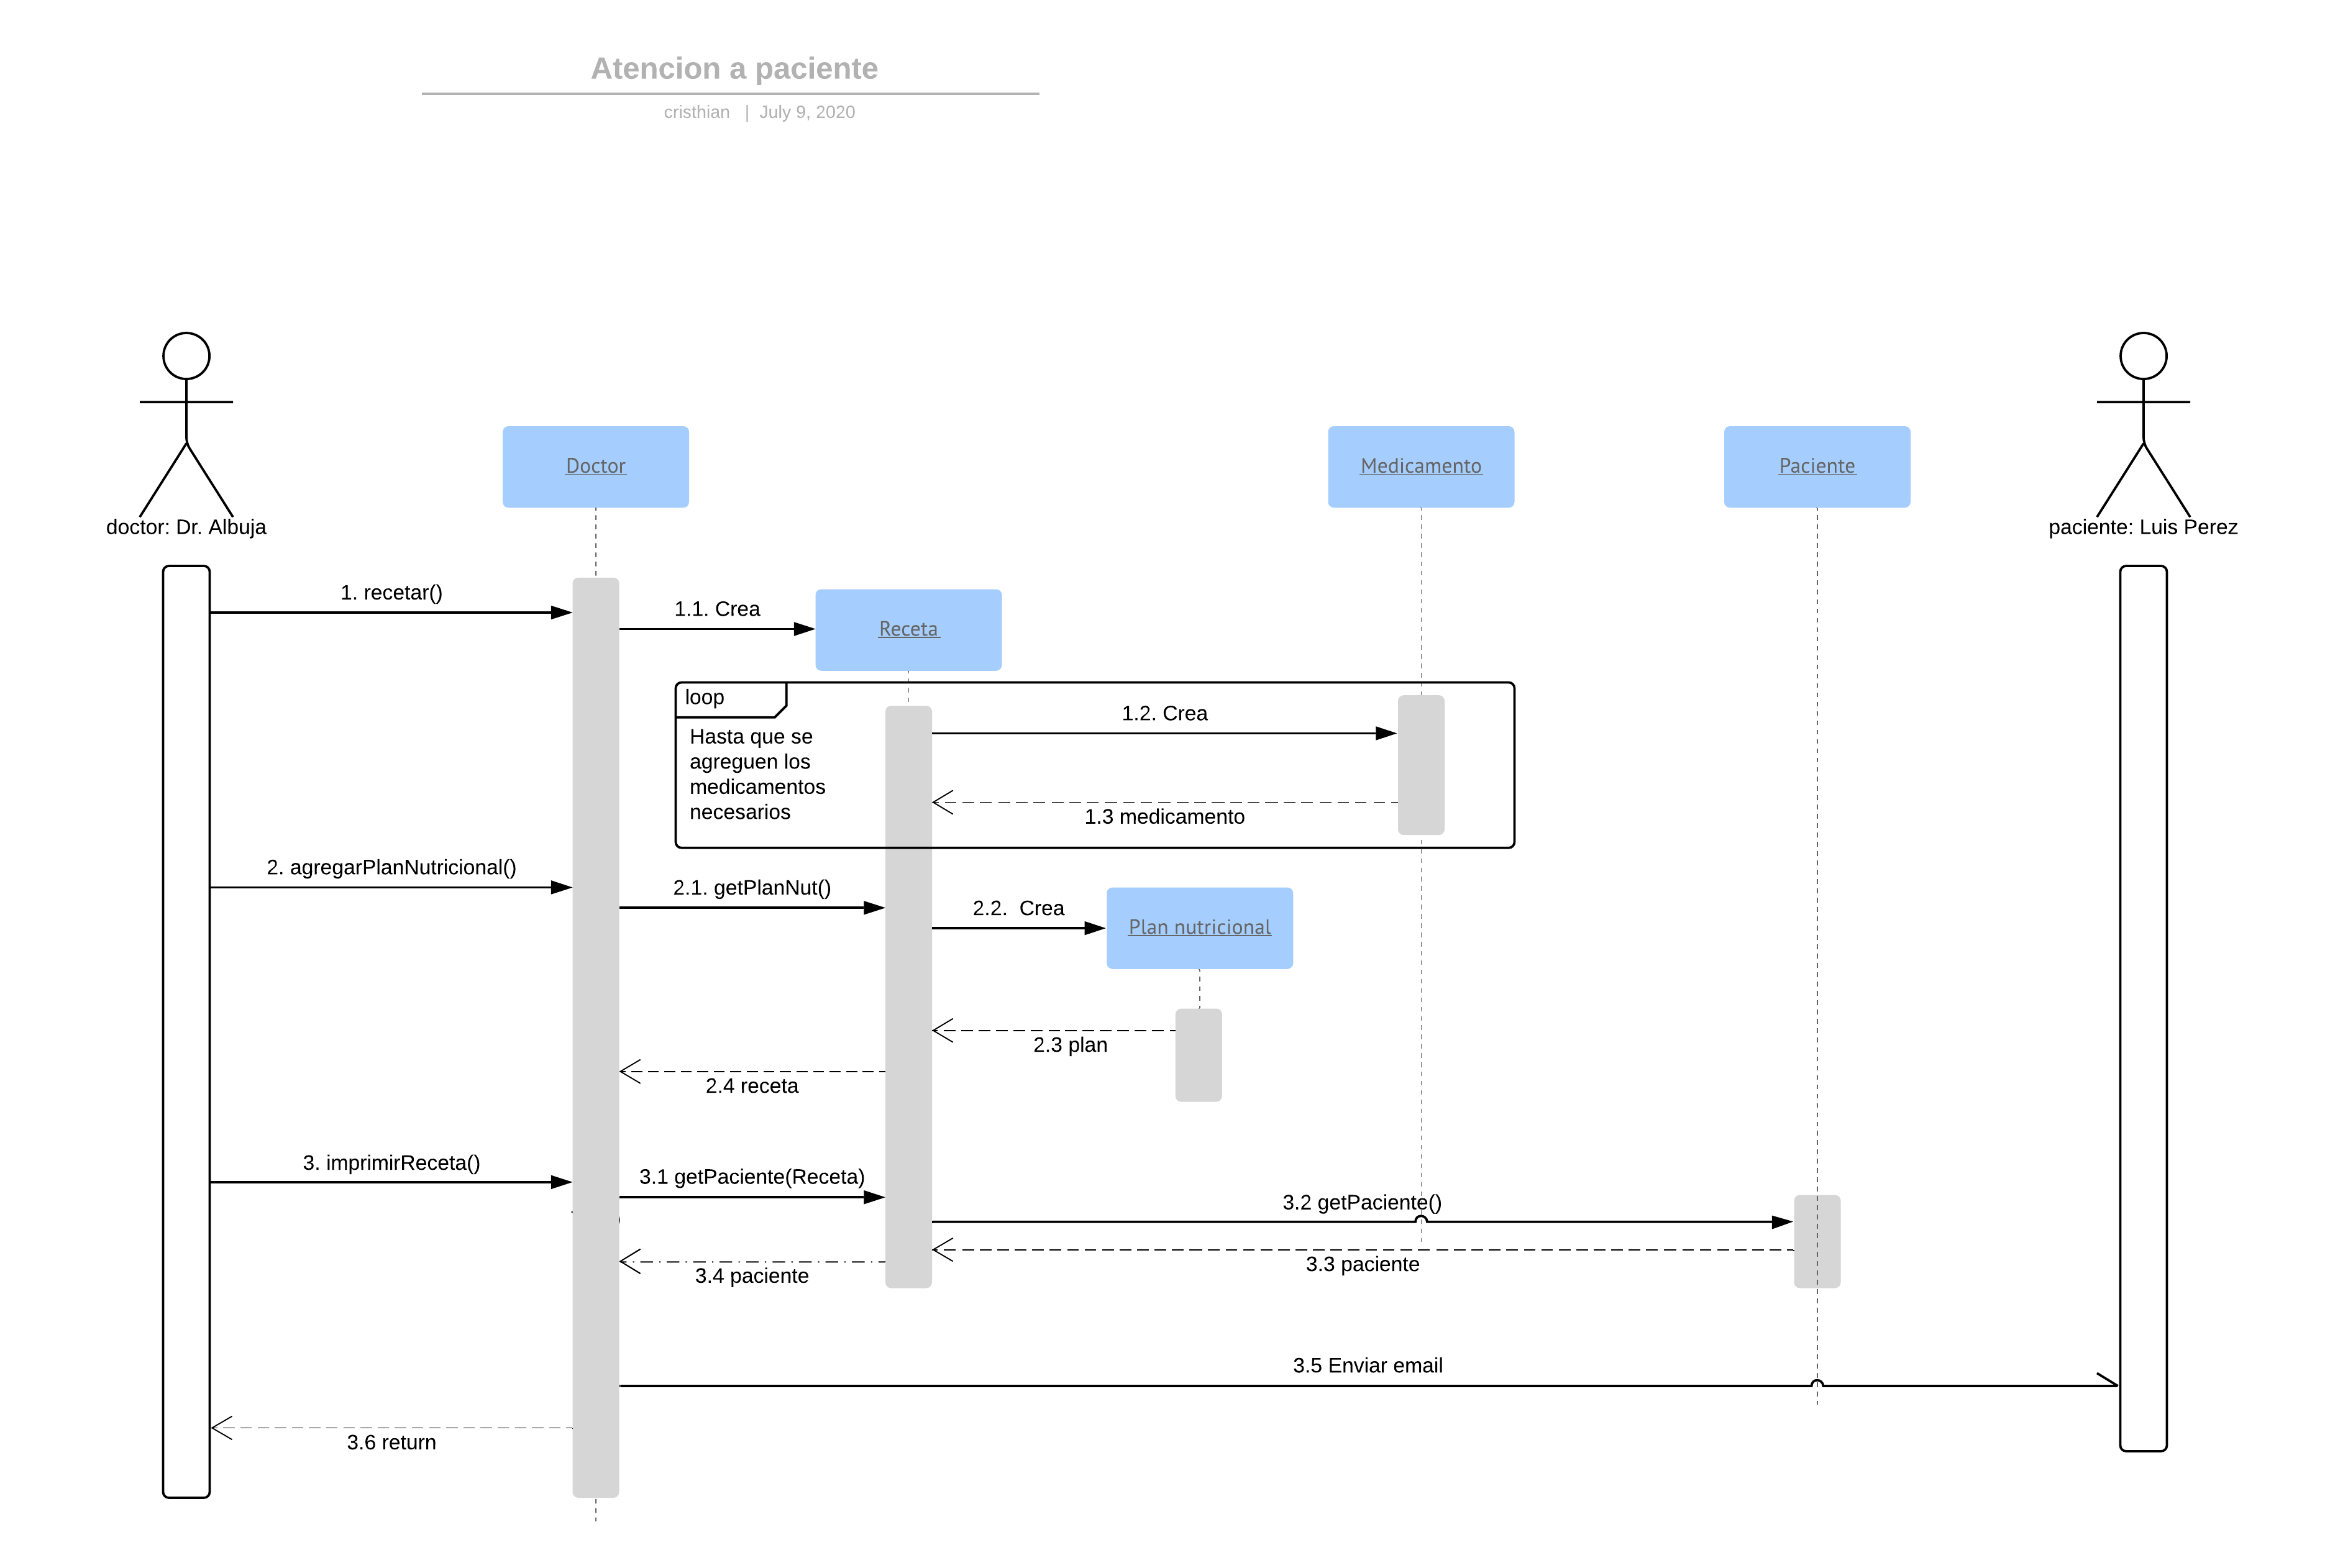 Atencion a paciente
cristhian | July 9, 2020
doctor: Dr. Albuja
Doctor
Medicamento
Paciente
paciente: Luis Perez
1. recetar()
1.1. Crea
Receta
loop
Hasta que se
agreguen los
medicamentos
necesarios
1.2. Crea
1.3 medicamento
2. agregarPlanNutricional()
2.1. getPlanNut()
2.2.  Crea
Plan nutricional
2.3 plan
2.4 receta
3. imprimirReceta()
3.1 getPaciente(Receta)
3.2 getPaciente()
3.3 paciente
3.4 paciente
3.5 Enviar email
3.6 return